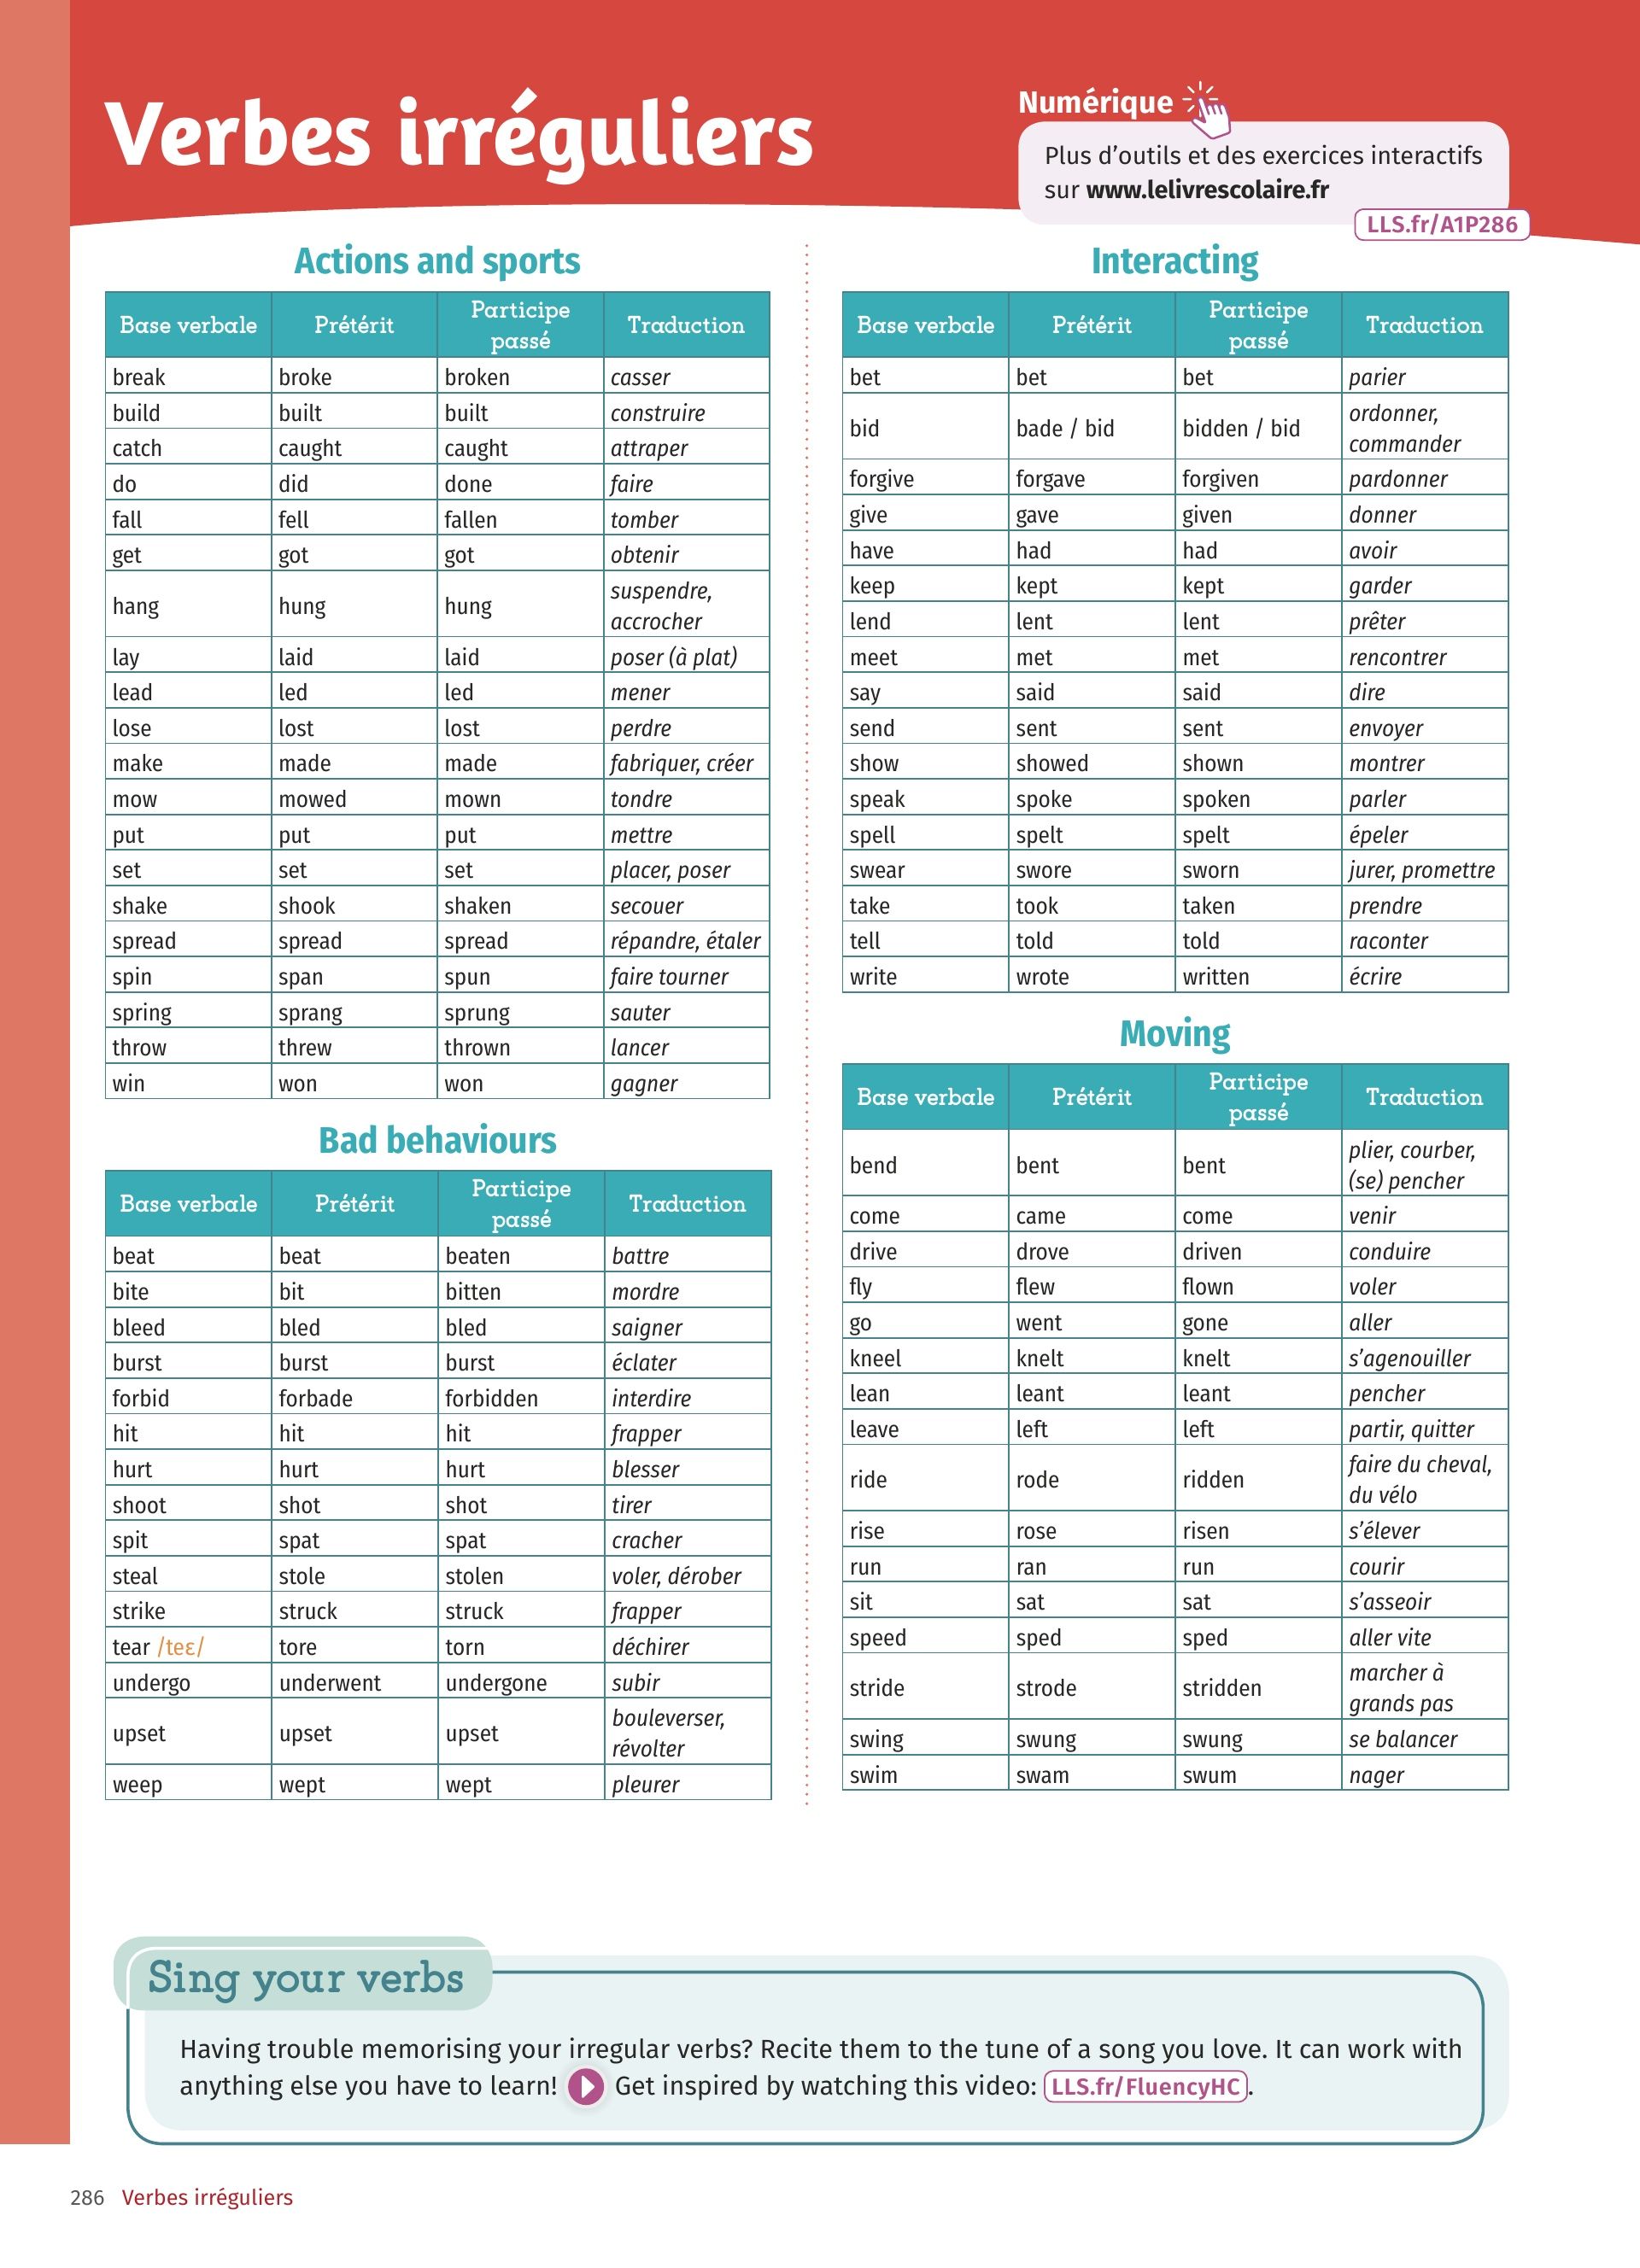 Verbes irréguliers
Numérique
Plus d'outils et des exercices interactifs
sur www.lelivrescolaire.fr
LLS.fr/A1P286
Actions and sports
Base verbale Prétérit Participe passé Traduction
break broke broken casser
build built built construire
catch caught caught attraper
do did done faire
fall fell fallen tomber
get got got obtenir
hang hung hung suspendre, accrocher
lay laid laid poser (à plat)
lead led led mener
lose lost lost perdre
make made made fabriquer, créer
mow mowed mown tondre
put put put mettre
set set set placer, poser
shake shook shaken secouer
spread spread spread répandre, étaler
spin span spun faire tourner
spring sprang sprung sauter
throw threw thrown lancer
win won won gagner
Bad behaviours
Base verbale Prétérit Participe passé Traduction
beat beat beaten battre
bite bit bitten mordre
bleed bled bled saigner
burst burst burst éclater
forbid forbade forbidden interdire
hit hit hit frapper
hurt hurt hurt blesser
shoot shot shot tirer
spit spat spat cracher
steal stole stolen voler, dérober
strike struck struck frapper
tear /teɛ/ tore torn déchirer
undergo underwent undergone subir
upset upset upset bouleverser, révolter
weep wept wept pleurer
Interacting
Base verbale Prétérit Participe passé Traduction
bet bet bet parier
bid bade / bid bidden / bid ordonner, commander
forgive forgave forgiven pardonner
give gave given donner
have had had avoir
keep kept kept garder
lend lent lent prêter
meet met met rencontrer
say said said dire
send sent sent envoyer
show showed shown montrer
speak spoke spoken parler
spell spelt spelt épeler
swear swore sworn jurer, promettre
take took taken prendre
tell told told raconter
write wrote written écrire
Moving
Base verbale Prétérit Participe passé Traduction
bend bent bent plier, courber, (se) pencher
come came come venir
drive drove driven conduire
fly flew flown voler
go went gone aller
kneel knelt knelt s'agenouiller
lean leant leant pencher
leave left left partir, quitter
ride rode ridden faire du cheval, du vélo
rise rose risen s'élever
run ran run courir
sit sat sat s'asseoir
speed sped sped aller vite
stride strode stridden marcher à grands pas
swing swung swung se balancer
swim swam swum nager
Sing your verbs
Having trouble memorising your irregular verbs? Recite them to the tune of a song you love. It can work with
anything else you have to learn! Get inspired by watching this video: LLS.fr/FluencyHC.
286 Verbes irréguliers